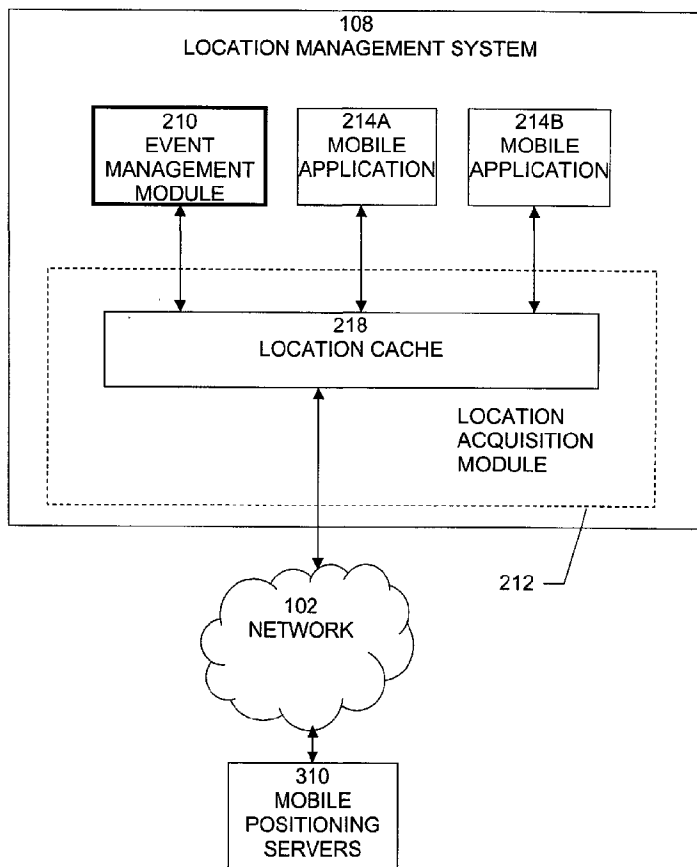 108
LOCATION MANAGEMENT SYSTEM
210
EVENT
MANAGEMENT
MODULE
214A
MOBILE
APPLICATION
214B
MOBILE
APPLICATION
218
LOCATION CACHE
LOCATION
ACQUISITION
MODULE
212
102
NETWORK
310
MOBILE
POSITIONING
SERVERS